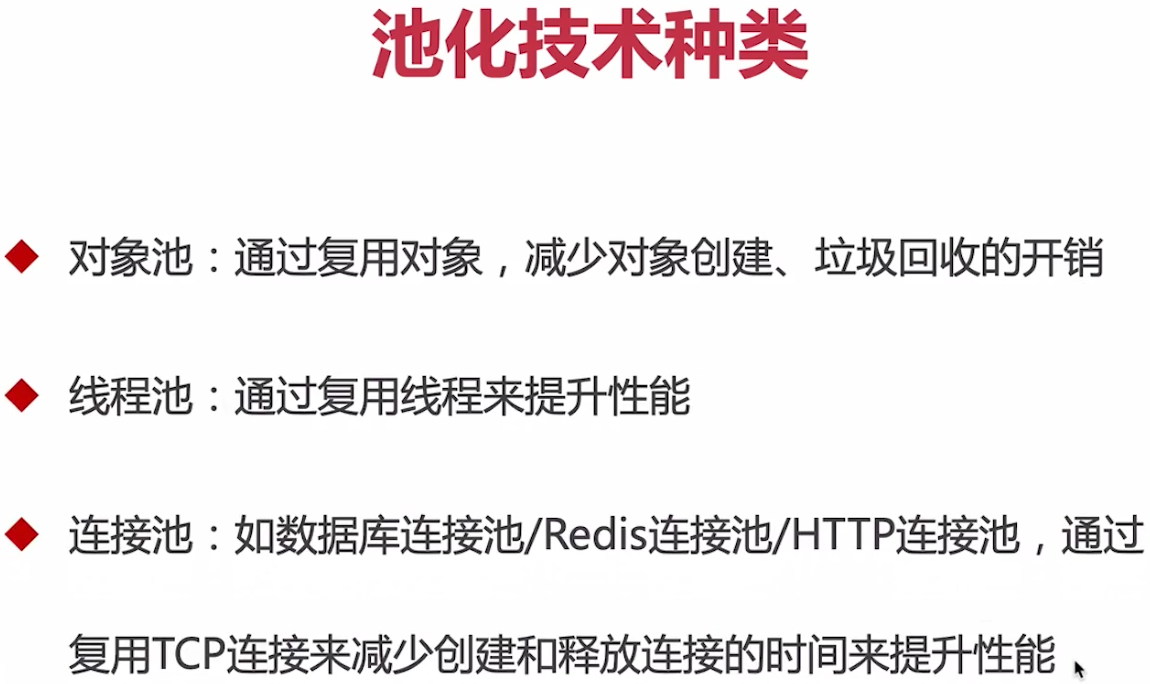 池化技术种类
对象池：通过复用对象，减少对象创建、垃圾回收的开销
线程池：通过复用线程来提升性能
连接池：如数据库连接池/Redis连接池/HTTP连接池，通过
复用TCP连接来减少创建和释放连接的时间来提升性能